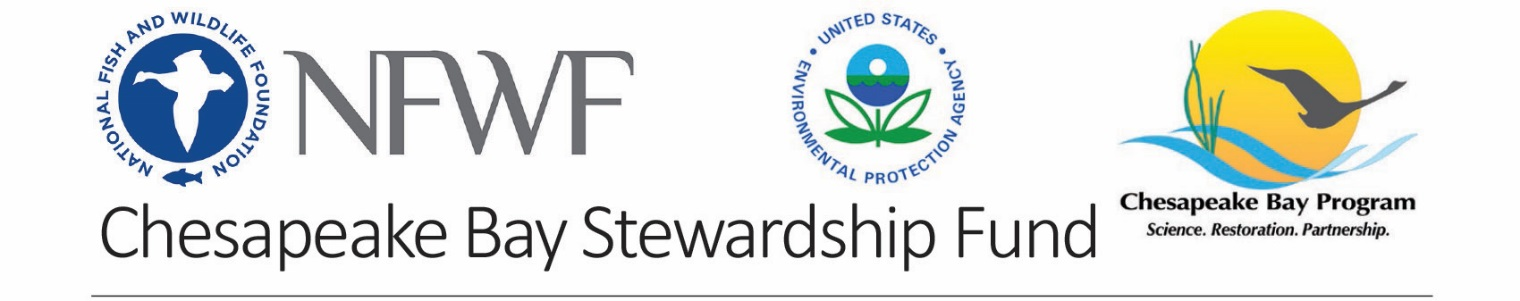 NATIONAL FISH AND WILDLIFE FOUNDATION
NFWF
UNITED STATES
ENVIRONMENTAL PROTECTION AGENCY
Chesapeake Bay Program
Science. Restoration. Partnership.
Chesapeake Bay Stewardship Fund